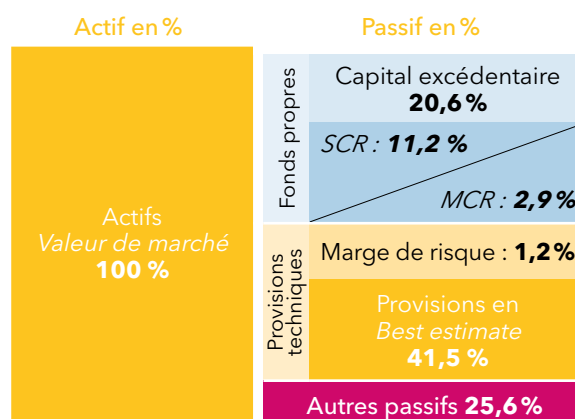 Actif en %
Actifs
Valeur de marché
100 %
Passif en %
Fonds propres
Capital excédentaire
20,6 %
SCR : 11,2 %
MCR : 2,9 %
Provisions
techniques
Marge de risque : 1,2%
Provisions en
Best estimate
41,5 %
Autres passifs 25,6 %